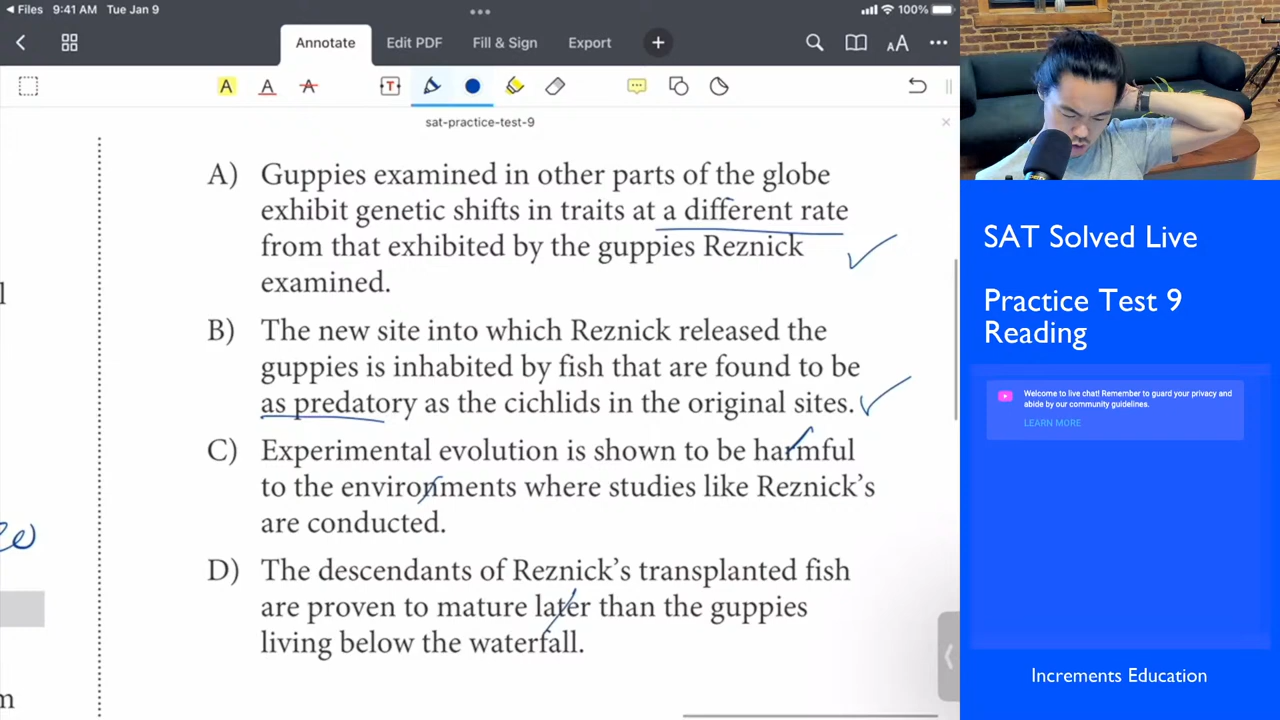 Files 9:41 AM Tue Jan 9
100%
Annotate
Edit PDF
Fill & Sign
Export
sat-practice-test-9
A) Guppies examined in other parts of the globe
exhibit genetic shifts in traits at a different rate
from that exhibited by the guppies Reznick
examined.
B) The new site into which Reznick released the
guppies is inhabited by fish that are found to be
as predatory as the cichlids in the original sites.
C) Experimental evolution is shown to be harmful
to the environments where studies like Reznick's
are conducted.
D) The descendants of Reznick's transplanted fish
are proven to mature later than the guppies
living below the waterfall.
SAT Solved Live
Practice Test 9
Reading
Welcome to live chat! Remember to guard your privacy and
abide by our community guidelines.
LEARN MORE
Increments Education